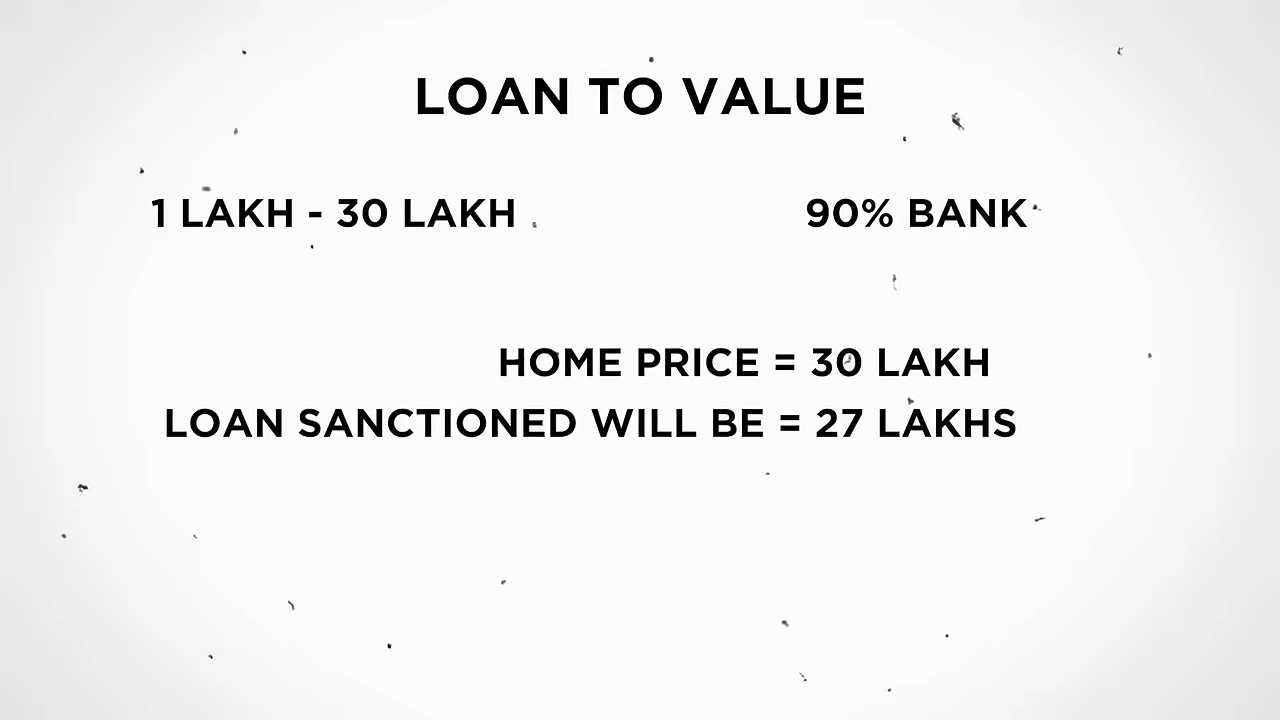 LOAN TO VALUE
1 LAKH - 30 LAKH 90% BANK
HOME PRICE = 30 LAKH
LOAN SANCTIONED WILL BE = 27 LAKHS